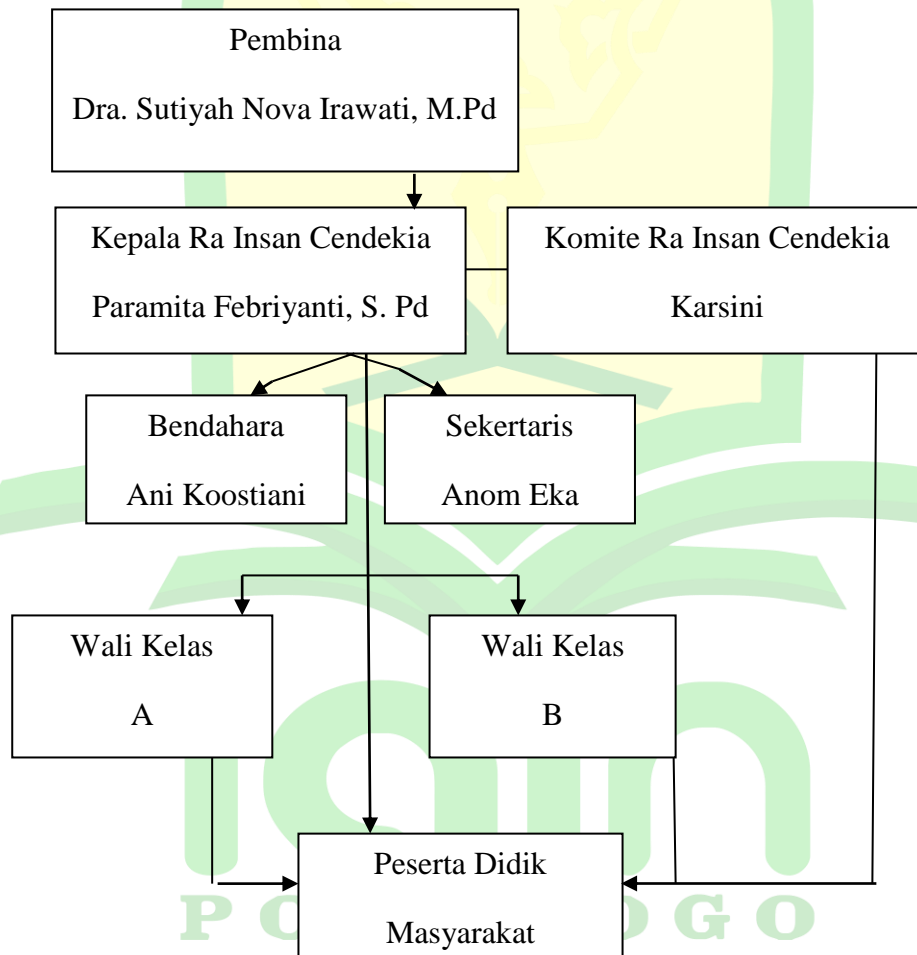 Pembina
Dra. Sutiyah Nova Irawati, M.Pd
Kepala Ra Insan Cendekia
Paramita Febriyanti, S. Pd
Komite Ra Insan Cendekia
Karsini
Bendahara
Ani Koostiani
Sekertaris
Anom Eka
Wali Kelas
A
Wali Kelas
B
iain
Peserta Didik
Masyarakat
P O O G O